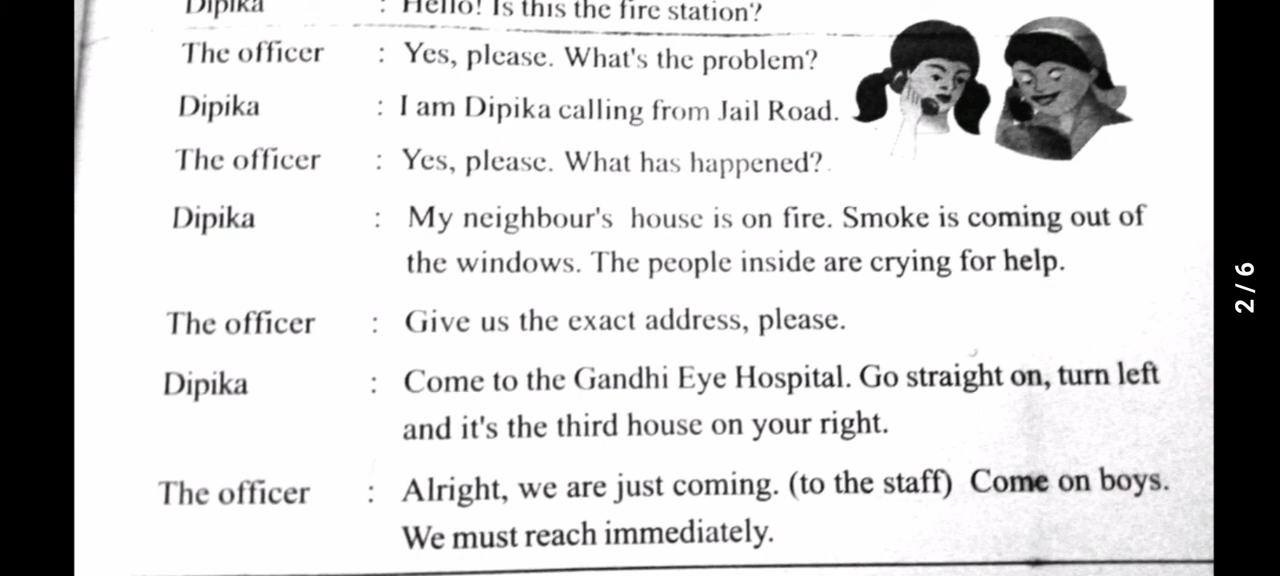 Dipika : Hello! Is this the fire station?
The officer : Yes, please. What's the problem?
Dipika : I am Dipika calling from Jail Road.
The officer : Yes, please. What has happened?
Dipika : My neighbour's house is on fire. Smoke is coming out of
the windows. The people inside are crying for help.
The officer : Give us the exact address, please.
Dipika : Come to the Gandhi Eye Hospital. Go straight on, turn left
and it's the third house on your right.
The officer : Alright, we are just coming. (to the staff) Come on boys.
We must reach immediately.
2/6